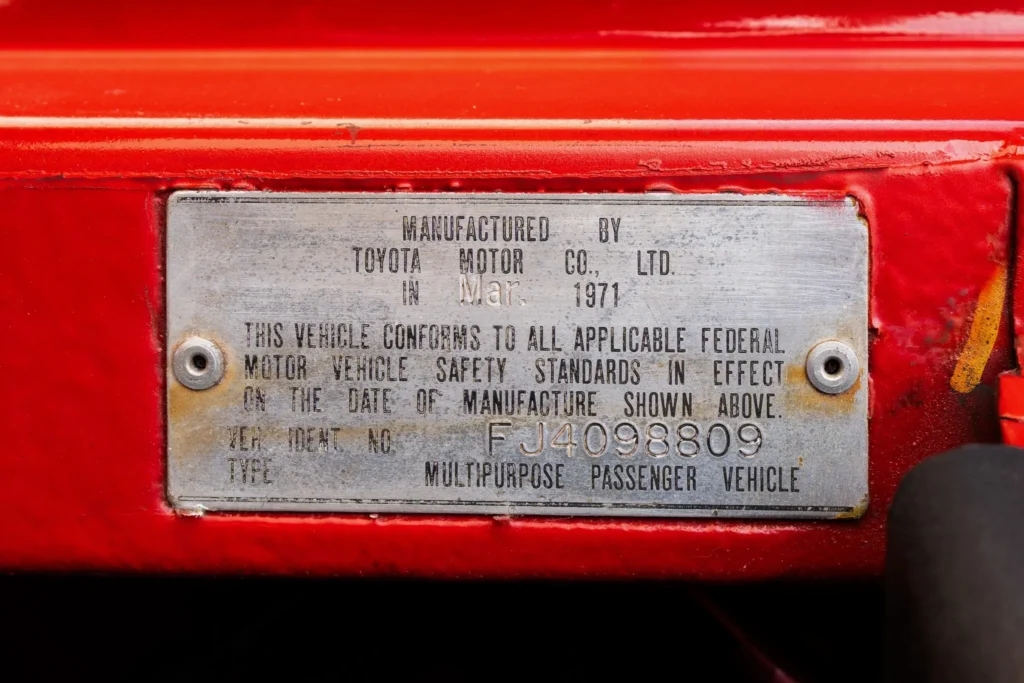 MANUFACTURED BY
TOYOTA MOTOR CO., LTD.
IN Mar. 1971
THIS VEHICLE CONFORMS TO ALL APPLICABLE FEDERAL
MOTOR VEHICLE SAFETY STANDARDS IN EFFECT
ON THE DATE OF MANUFACTURE SHOWN ABOVE.
VEH. IDENT. NO. FJ4098809
TYPE MULTIPURPOSE PASSENGER VEHICLE